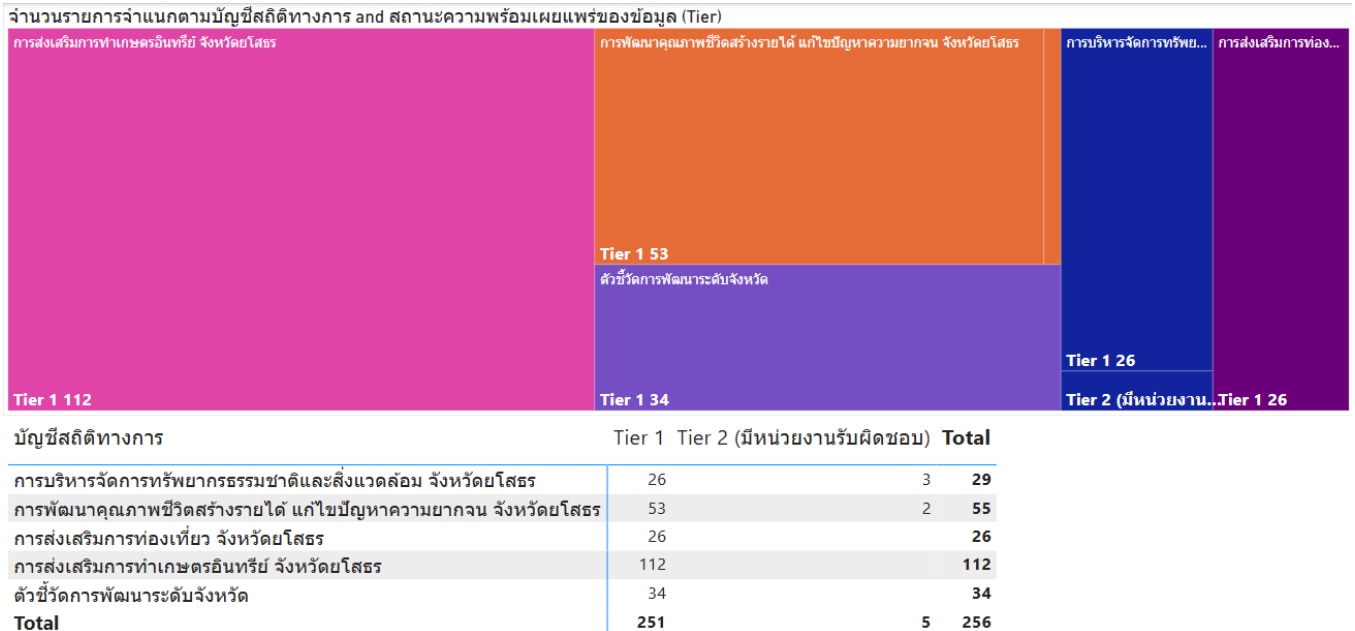 จำนวนรายการจำแนกตามบัญชีสถิติทางการ and สถานะความพร้อมเผยแพร่ของข้อมูล (Tier)
การส่งเสริมการทำเกษตรอินทรีย์ จังหวัดยโสธร
Tier 1 112
การพัฒนาคุณภาพชีวิตสร้างรายได้ แก้ไขปัญหาความยากจน จังหวัดยโสธร
Tier 1 53
ตัวชี้วัดการพัฒนาระดับจังหวัด
Tier 1 34
การบริหารจัดการทรัพย...
Tier 1 26
Tier 2 (มีหน่วยงาน...
การส่งเสริมการท่อง...
Tier 1 26
บัญชีสถิติทางการ Tier 1 Tier 2 (มีหน่วยงานรับผิดชอบ) Total
การบริหารจัดการทรัพยากรธรรมชาติและสิ่งแวดล้อม จังหวัดยโสธร 26 3 29
การพัฒนาคุณภาพชีวิตสร้างรายได้ แก้ไขปัญหาความยากจน จังหวัดยโสธร 53 2 55
การส่งเสริมการท่องเที่ยว จังหวัดยโสธร 26 26
การส่งเสริมการทำเกษตรอินทรีย์ จังหวัดยโสธร 112 112
ตัวชี้วัดการพัฒนาระดับจังหวัด 34 34
Total 251 5 256